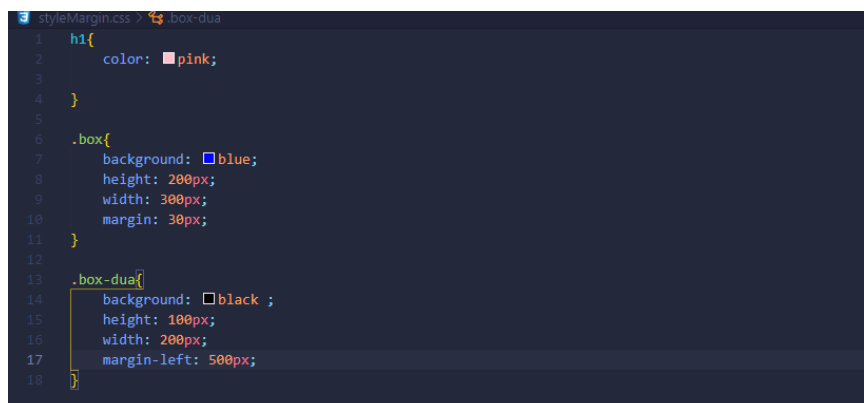 styleMargin.css > .box-dua
1 h1{
2 color: pink;
3
4 }
5
6 .box{
7 background: blue;
8 height: 200px;
9 width: 300px;
10 margin: 30px;
11 }
12
13 .box-dua{
14 background: black ;
15 height: 100px;
16 width: 200px;
17 margin-left: 500px;
18 }